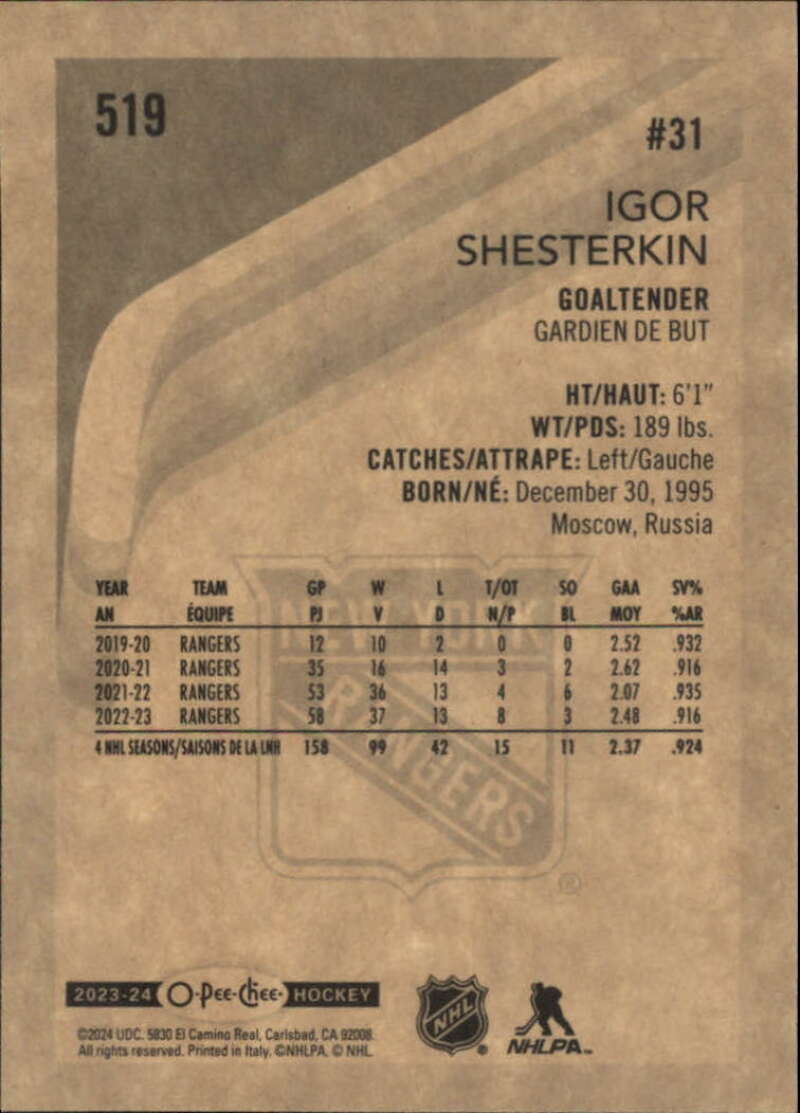 519
#31
IGOR
SHESTERKIN
GOALTENDER
GARDIEN DE BUT
HT/HAUT: 6'1"
WT/PDS: 189 lbs.
CATCHES/ATTRAPE: Left/Gauche
BORN/NÉ: December 30, 1995
Moscow, Russia
YEAR TEAM GP W L T/OT SO GAA SV%
AN ÉQUIPE PJ V D N/P BL MOY %AR
2019-20 RANGERS 12 10 2 0 0 2.52 .932
2020-21 RANGERS 35 16 14 3 2 2.62 .916
2021-22 RANGERS 53 36 13 4 6 2.07 .935
2022-23 RANGERS 58 37 13 8 3 2.48 .916
4 NHL SEASONS/SAISONS DE LA LNH 158 99 42 15 11 2.37 .924
NEW YORK
RANGERS
®
2023-24 O-Pee-Chee HOCKEY
©2024 UDC. 5830 El Camino Real, Carlsbad, CA 92008.
All rights reserved. Printed in Italy. ©NHLPA. © NHL.
NHL
NHLPA